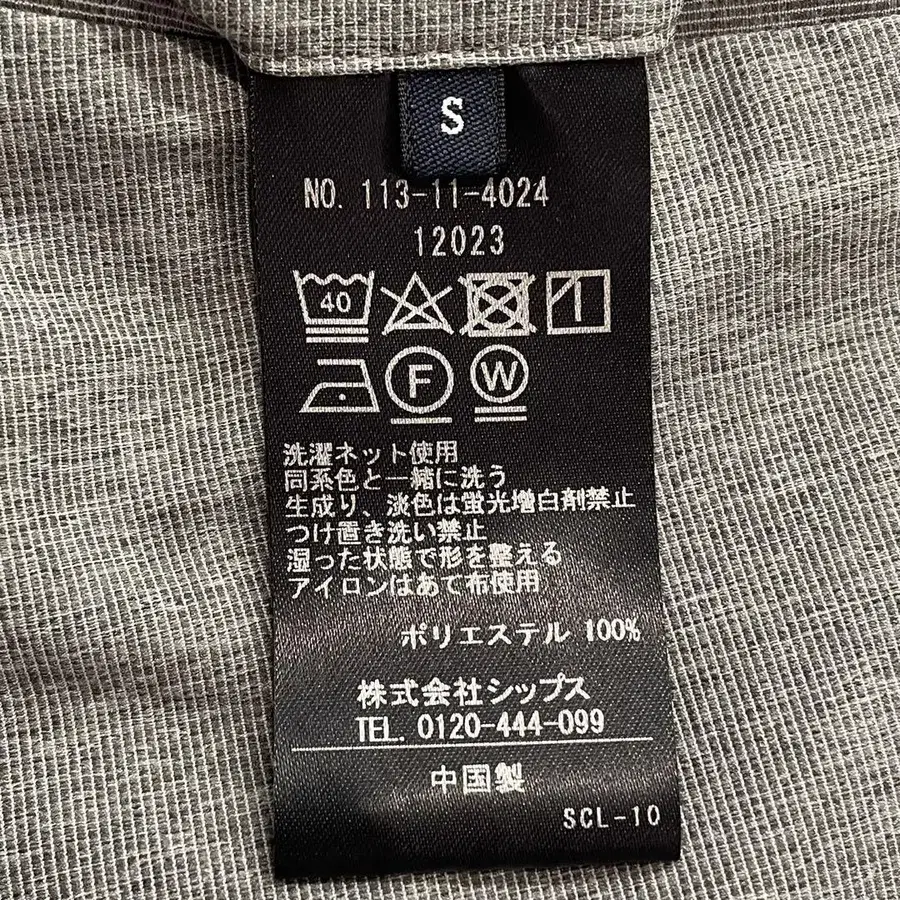 S
NO. 113-11-4024
12023
40
F
W
洗濯ネット使用
同系色と一緒に洗う
生成り、淡色は蛍光増白剤禁止
つけ置き洗い禁止
湿った状態で形を整える
アイロンはあて布使用
ポリエステル 100%
株式会社シップス
TEL. 0120-444-099
中国製
SCL-10